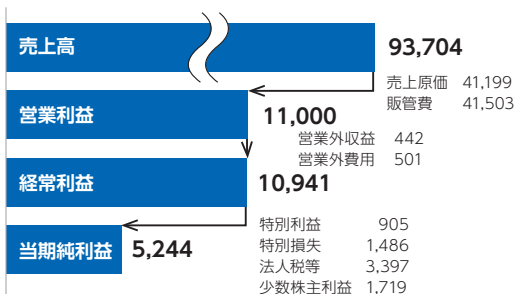 売上高 93,704
売上原価 41,199
販管費 41,503
営業利益 11,000
営業外収益 442
営業外費用 501
経常利益 10,941
特別利益 905
特別損失 1,486
法人税等 3,397
少数株主利益 1,719
当期純利益 5,244